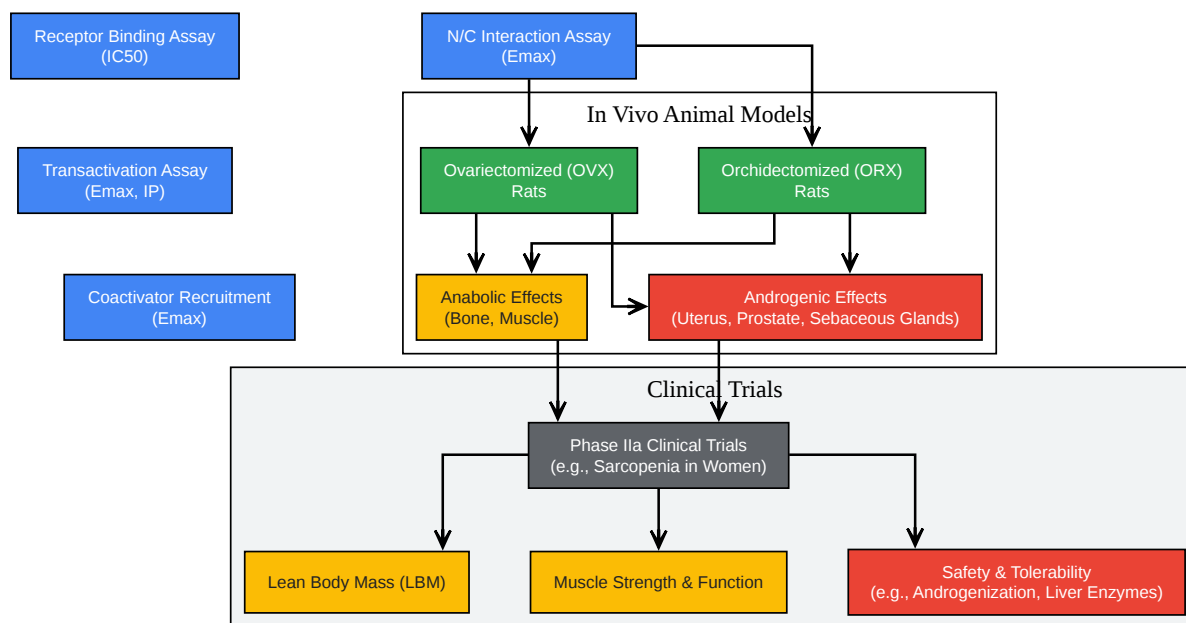 Receptor Binding Assay
(IC50)
N/C Interaction Assay
(Emax)
In Vivo Animal Models
Transactivation Assay
(Emax, IP)
Ovariectomized (OVX)
Rats
Orchidectomized (ORX)
Rats
Coactivator Recruitment
(Emax)
Anabolic Effects
(Bone, Muscle)
Androgenic Effects
(Uterus, Prostate, Sebaceous Glands)
Clinical Trials
Phase IIa Clinical Trials
(e.g., Sarcopenia in Women)
Lean Body Mass (LBM)
Muscle Strength & Function
Safety & Tolerability
(e.g., Androgenization, Liver Enzymes)